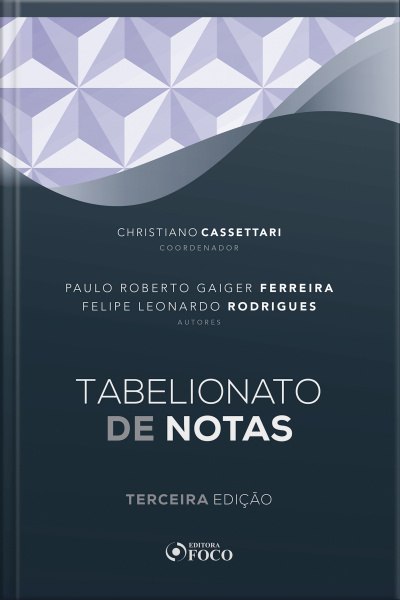 CHRISTIANO CASSETTARI
COORDENADOR
PAULO ROBERTO GAIGER FERREIRA
FELIPE LEONARDO RODRIGUES
AUTORES
TABELIONATO
DE NOTAS
TERCEIRA EDIÇÃO
EDITORA
FOCO